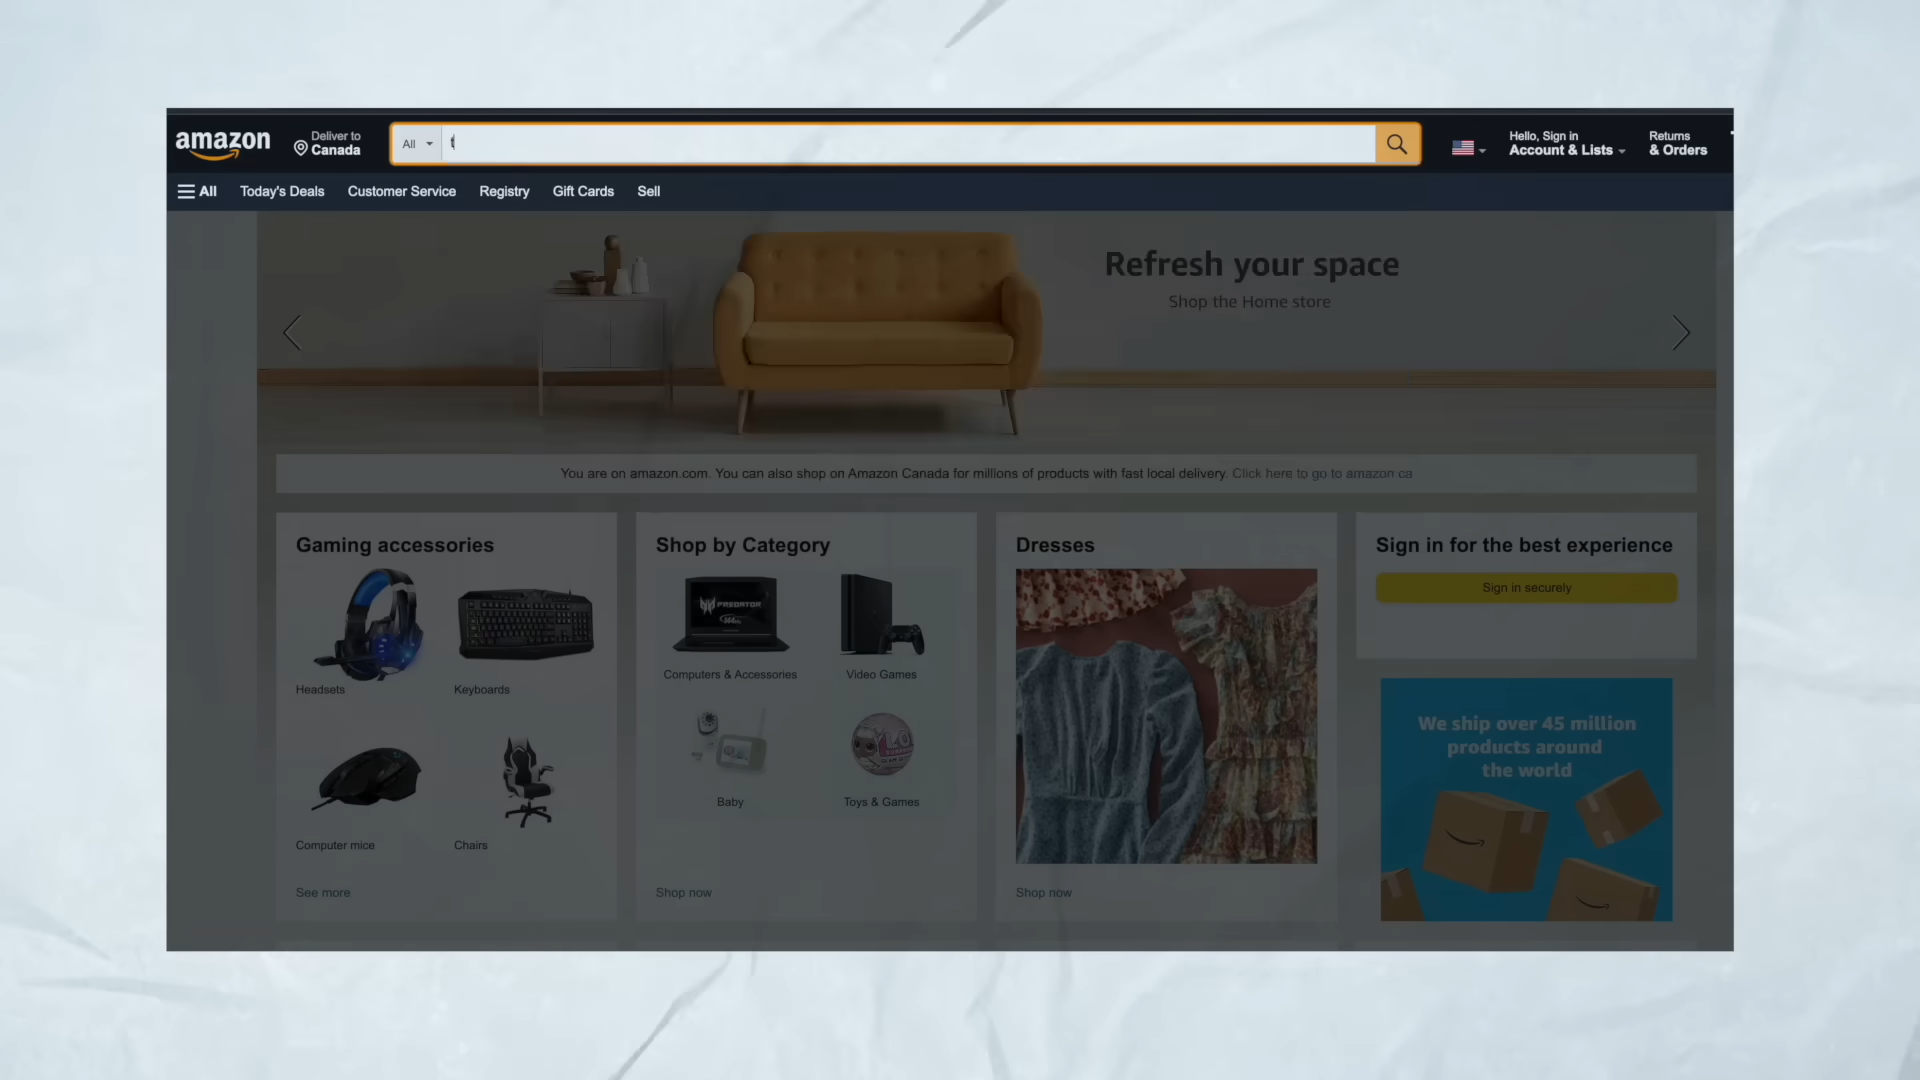 amazon
Deliver to
Canada
All
Hello, Sign in
Account & Lists
Returns
& Orders
All
Today's Deals
Customer Service
Registry
Gift Cards
Sell
Refresh your space
Shop the Home store
You are on amazon.com. You can also shop on Amazon Canada for millions of products with fast local delivery. Click here to go to amazon.ca
Gaming accessories
Headsets
Keyboards
Computer mice
Chairs
See more
Shop by Category
PREDATOR
Computers & Accessories
Video Games
Baby
Toys & Games
Shop now
Dresses
Shop now
Sign in for the best experience
Sign in securely
We ship over 45 million
products around
the world